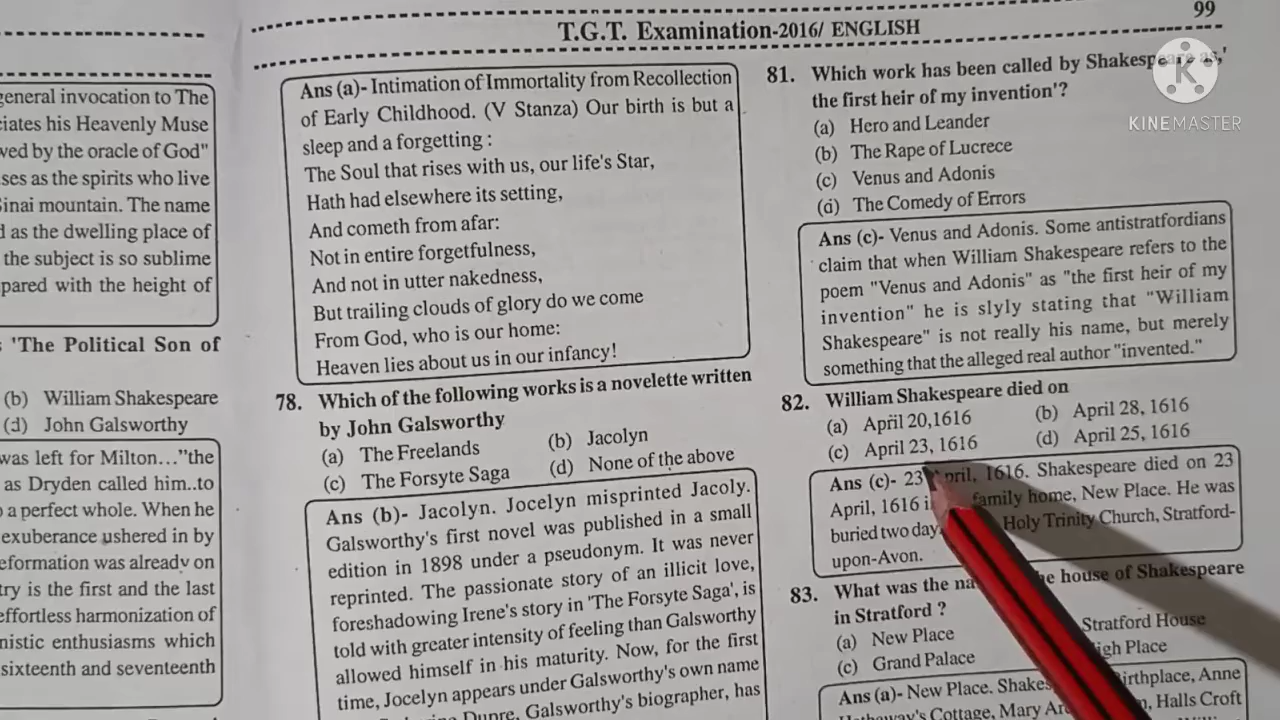 99
T.G.T. Examination-2016/ ENGLISH
general invocation to The
ciates his Heavenly Muse
ved by the oracle of God"
ses as the spirits who live
Sinai mountain. The name
d as the dwelling place of
the subject is so sublime
pared with the height of
'The Political Son of
(b) William Shakespeare
(d) John Galsworthy
was left for Milton..."the
as Dryden called him..to
a perfect whole. When he
exuberance ushered in by
eformation was already on
try is the first and the last
effortless harmonization of
nistic enthusiasms which
sixteenth and seventeenth
Ans (a)- Intimation of Immortality from Recollection
of Early Childhood. (V Stanza) Our birth is but a
sleep and a forgetting :
The Soul that rises with us, our life's Star,
Hath had elsewhere its setting,
And cometh from afar:
Not in entire forgetfulness,
And not in utter nakedness,
But trailing clouds of glory do we come
From God, who is our home:
Heaven lies about us in our infancy!
78. Which of the following works is a novelette written
by John Galsworthy
(a) The Freelands (b) Jacolyn
(c) The Forsyte Saga (d) None of the above
Ans (b)- Jacolyn. Jocelyn misprinted Jacoly.
Galsworthy's first novel was published in a small
edition in 1898 under a pseudonym. It was never
reprinted. The passionate story of an illicit love,
foreshadowing Irene's story in 'The Forsyte Saga', is
told with greater intensity of feeling than Galsworthy
allowed himself in his maturity. Now, for the first
time, Jocelyn appears under Galsworthy's own name
Dupre, Galsworthy's biographer, has
81. Which work has been called by Shakespeare as,'
the first heir of my invention'?
(a) Hero and Leander
(b) The Rape of Lucrece
(c) Venus and Adonis
(d) The Comedy of Errors
Ans (c)- Venus and Adonis. Some antistratfordians
claim that when William Shakespeare refers to the
poem "Venus and Adonis" as "the first heir of my
invention" he is slyly stating that "William
Shakespeare" is not really his name, but merely
something that the alleged real author "invented."
82. William Shakespeare died on
(a) April 20,1616 (b) April 28, 1616
(c) April 23, 1616 (d) April 25, 1616
Ans (c)- 23 April, 1616. Shakespeare died on 23
April, 1616 family home, New Place. He was
buried two day Holy Trinity Church, Stratford-
upon-Avon.
83. What was the na he house of Shakespeare
in Stratford ?
(a) New Place Stratford House
(c) Grand Palace igh Place
Ans (a)- New Place. Shakes Birthplace, Anne
Hathaway's Cottage, Mary Ar Halls Croft
K
KINEMASTER